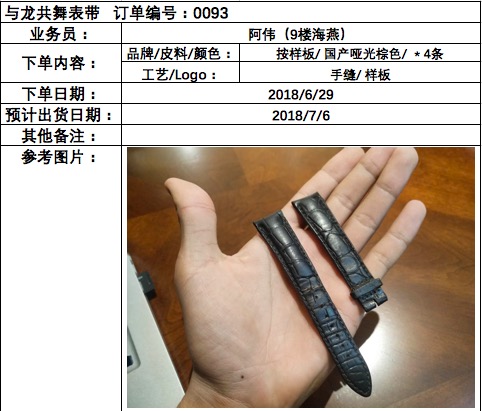 与龙共舞表带 订单编号：0093
业务员： 阿伟（9楼海燕）
下单内容： 品牌/皮料/颜色： 按样板/ 国产哑光棕色/ ＊4条
工艺/Logo： 手缝/ 样板
下单日期： 2018/6/29
预计出货日期： 2018/7/6
其他备注：
参考图片：